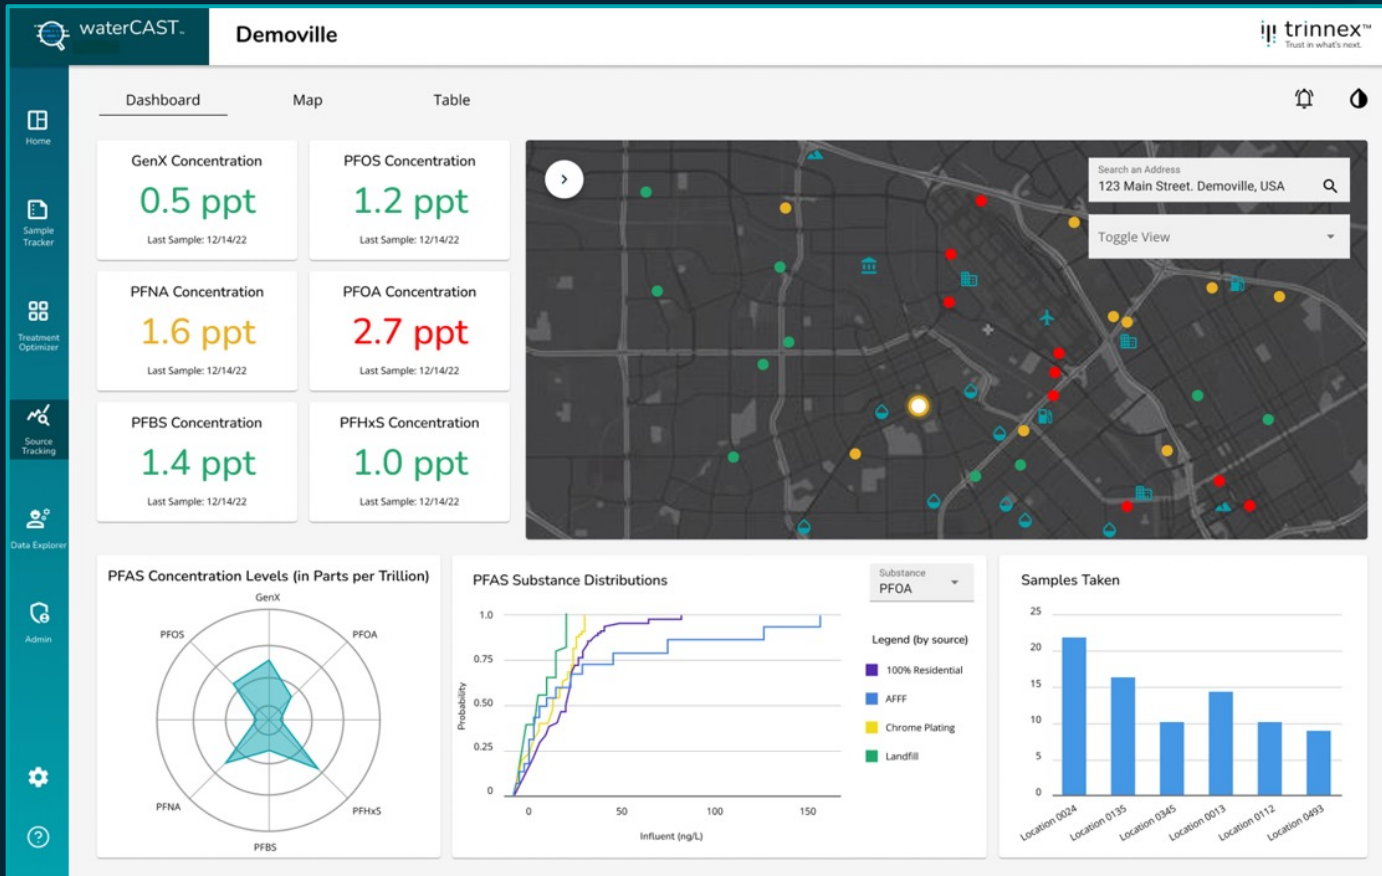 waterCAST™
Demoville
trinnex™
Trust in what's next.
Home
Sample
Tracker
Treatment
Optimizer
Source
Tracking
Data Explorer
Admin
Dashboard
Map
Table
GenX Concentration
0.5 ppt
Last Sample: 12/14/22
PFOS Concentration
1.2 ppt
Last Sample: 12/14/22
PFNA Concentration
1.6 ppt
Last Sample: 12/14/22
PFOA Concentration
2.7 ppt
Last Sample: 12/14/22
PFBS Concentration
1.4 ppt
Last Sample: 12/14/22
PFHxS Concentration
1.0 ppt
Last Sample: 12/14/22
Search an Address
123 Main Street. Demoville, USA
Toggle View
PFAS Concentration Levels (in Parts per Trillion)
GenX
PFOS
PFOA
PFNA
PFHxS
PFBS
PFAS Substance Distributions
Substance
PFOA
1.0
0.75
0.50
0.25
0
Probability
0
50
100
150
Influent (ng/L)
Legend (by source)
100% Residential
AFFF
Chrome Plating
Landfill
Samples Taken
25
20
15
10
5
0
Location 0024
Location 0135
Location 0345
Location 0013
Location 0112
Location 0493